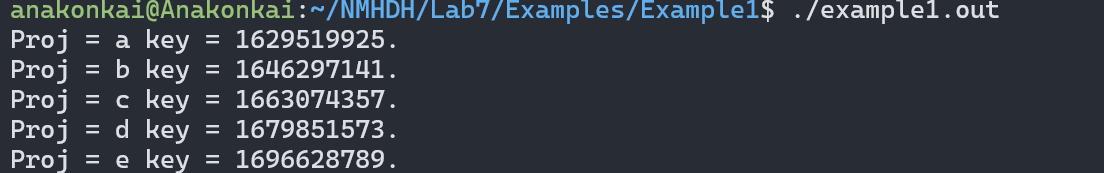 anakonkai@Anakonkai:~/NMHDH/Lab7/Examples/Example1$ ./example1.out
Proj = a key = 1629519925.
Proj = b key = 1646297141.
Proj = c key = 1663074357.
Proj = d key = 1679851573.
Proj = e key = 1696628789.